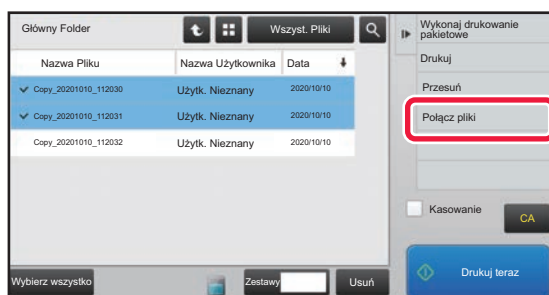 Główny Folder
Wszyst. Pliki
Nazwa Pliku Nazwa Użytkownika Data
Copy_20201010_112030 Użytk. Nieznany 2020/10/10
Copy_20201010_112031 Użytk. Nieznany 2020/10/10
Copy_20201010_112032 Użytk. Nieznany 2020/10/10
Wybierz wszystko
Zestawy
Usuń
Wykonaj drukowanie
pakietowe
Drukuj
Przesuń
Połącz pliki
Kasowanie
CA
Drukuj teraz